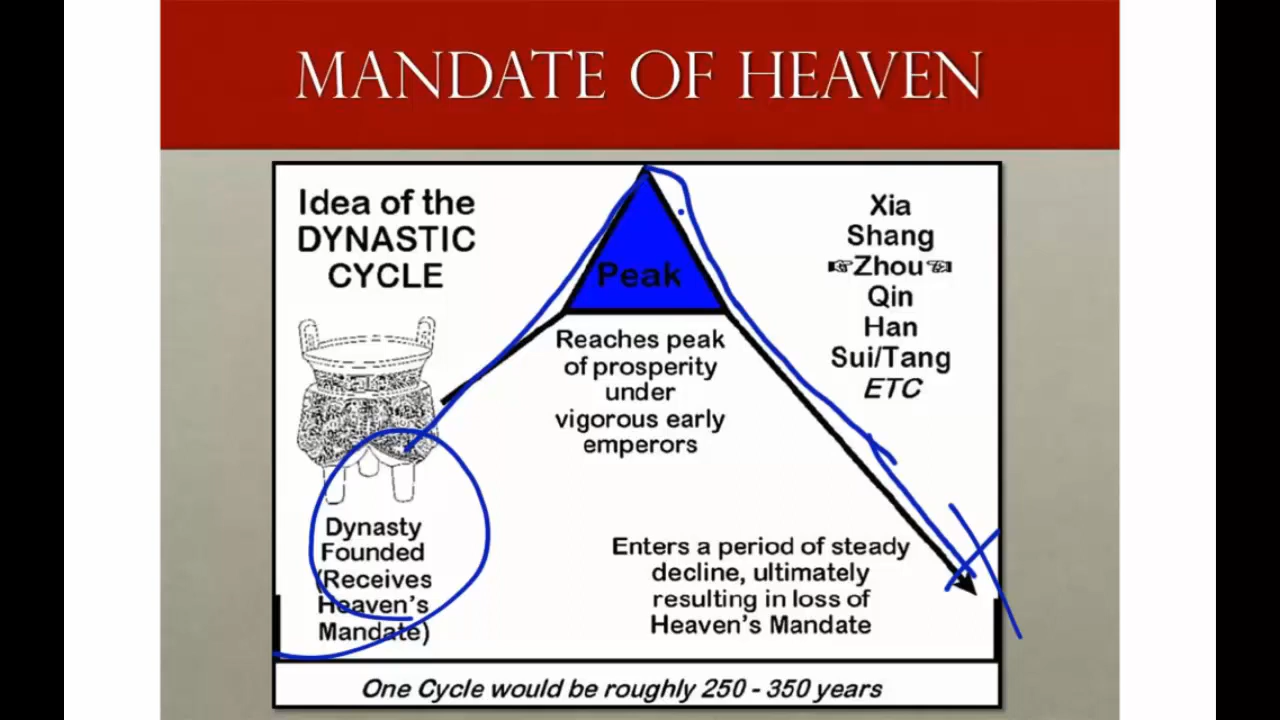 MANDATE OF HEAVEN
Idea of the
DYNASTIC
CYCLE
Peak
Xia
Shang
☞Zhou☜
Qin
Han
Sui/Tang
ETC
Reaches peak
of prosperity
under
vigorous early
emperors
Dynasty
Founded
(Receives
Heaven's
Mandate)
Enters a period of steady
decline, ultimately
resulting in loss of
Heaven's Mandate
One Cycle would be roughly 250 - 350 years